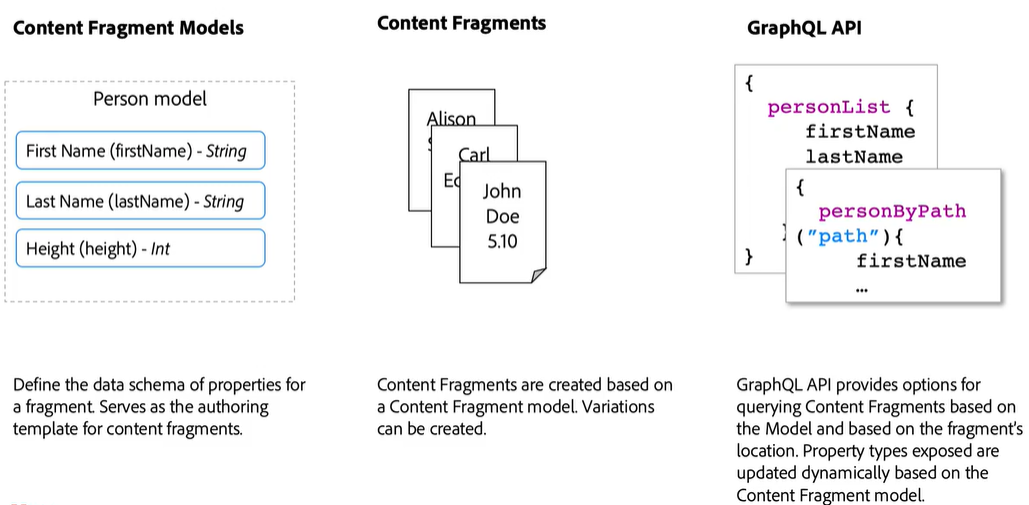 Content Fragment Models
Person model
First Name (firstName) - String
Last Name (lastName) - String
Height (height) - Int
Define the data schema of properties for
a fragment. Serves as the authoring
template for content fragments.
Content Fragments
Alison
Carl
John
Doe
5.10
Content Fragments are created based on
a Content Fragment model. Variations
can be created.
GraphQL API
{
personList {
firstName
lastName
}
}
{
personByPath
("path"){
firstName
...
GraphQL API provides options for
querying Content Fragments based on
the Model and based on the fragment's
location. Property types exposed are
updated dynamically based on the
Content Fragment model.